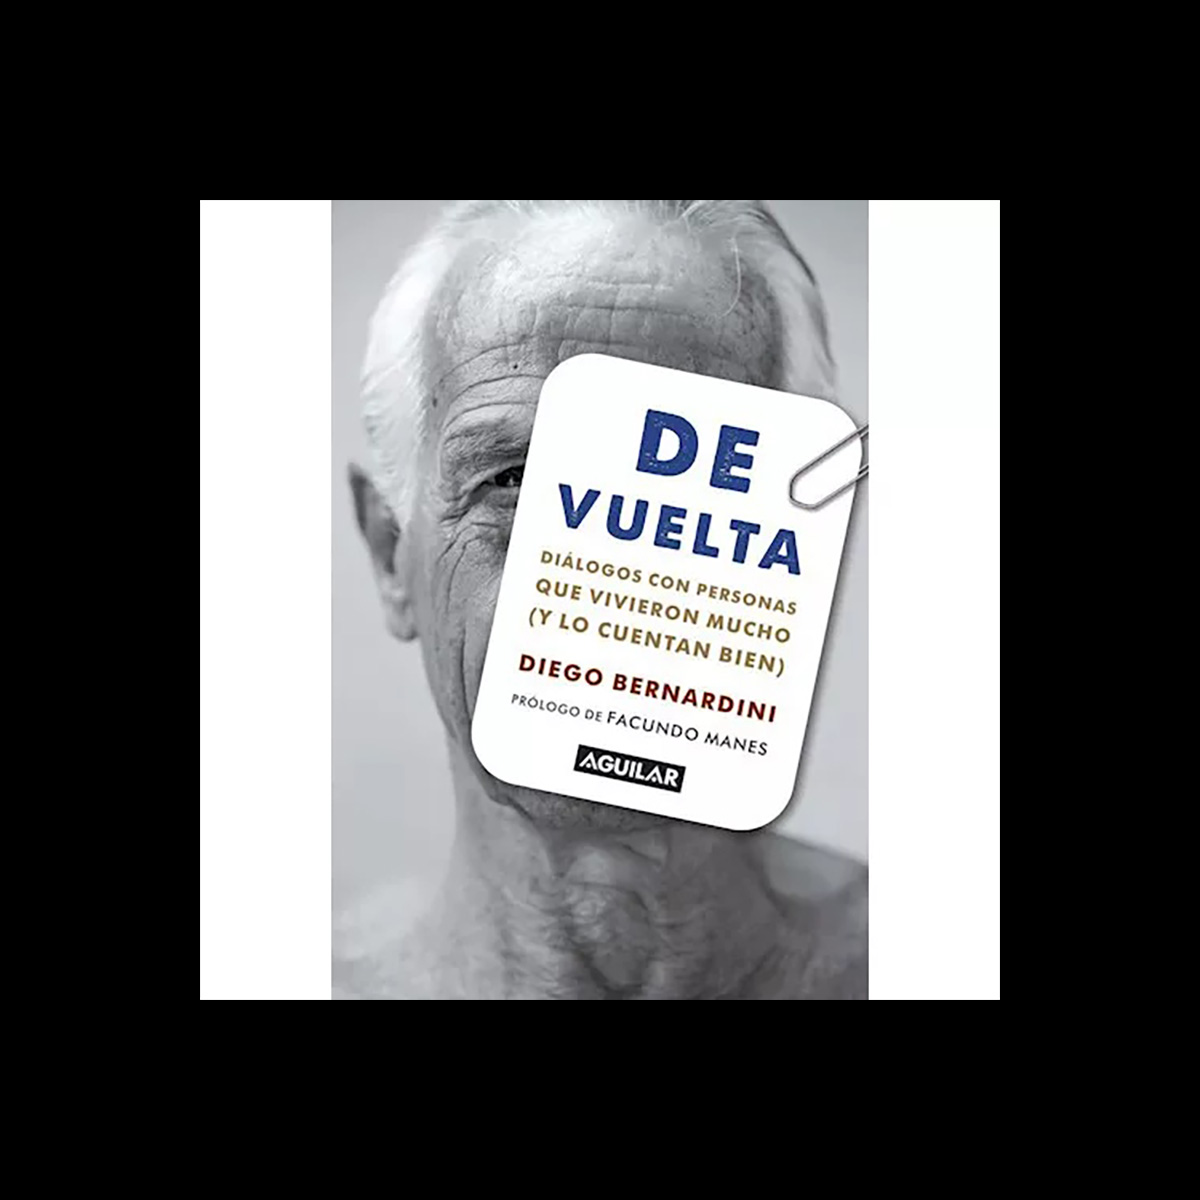 DE
VUELTA
DIÁLOGOS CON PERSONAS
QUE VIVIERON MUCHO
(Y LO CUENTAN BIEN)
DIEGO BERNARDINI
PRÓLOGO DE FACUNDO MANES
AGUILAR